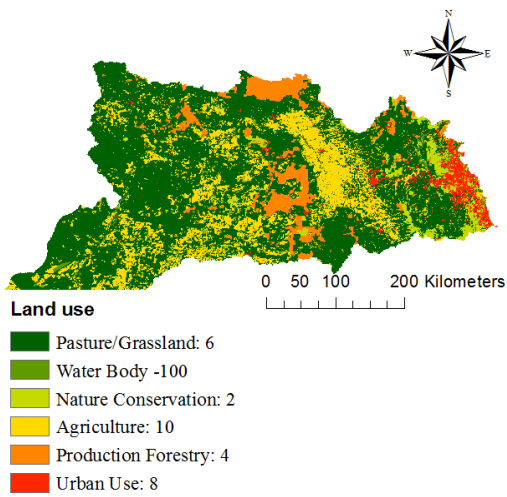 N
W E
S
0 50 100 200 Kilometers
Land use
Pasture/Grassland: 6
Water Body -100
Nature Conservation: 2
Agriculture: 10
Production Forestry: 4
Urban Use: 8